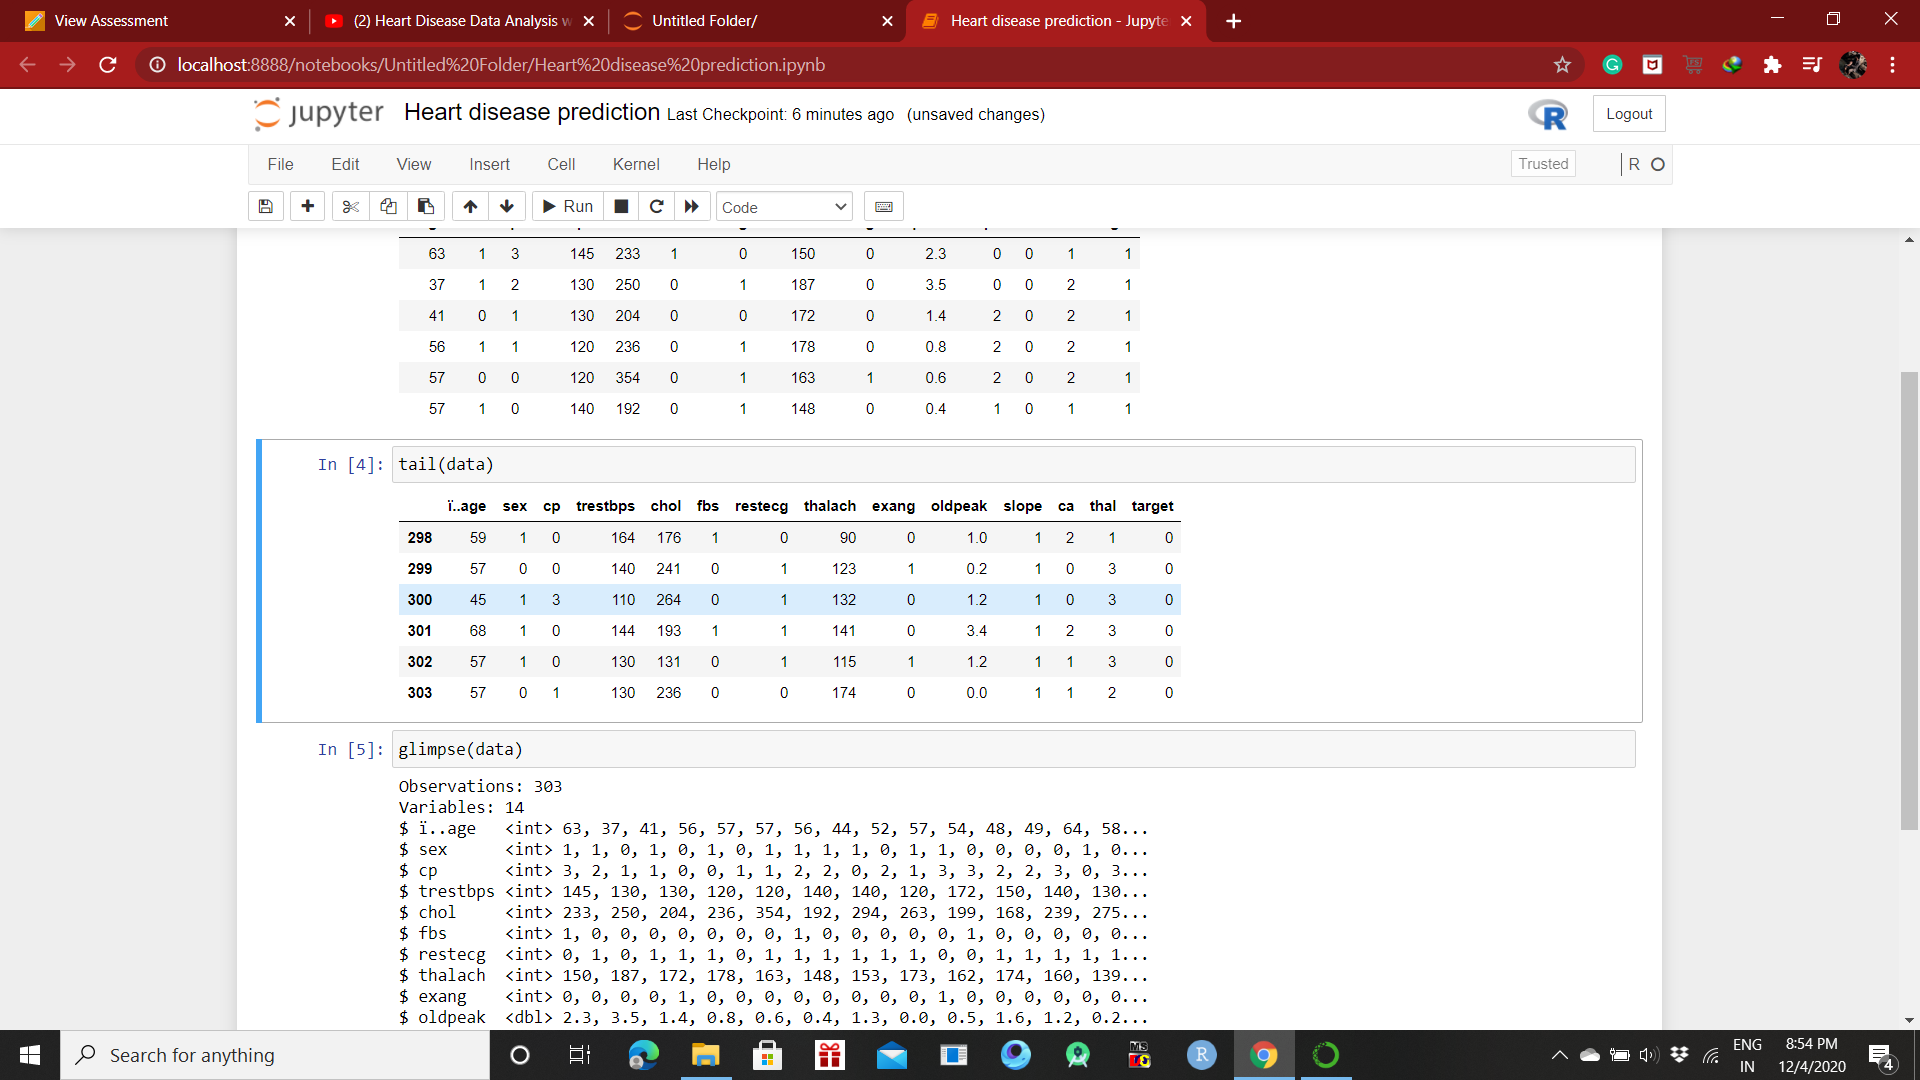 View Assessment
(2) Heart Disease Data Analysis w
Untitled Folder/
Heart disease prediction - Jupyte
localhost:8888/notebooks/Untitled%20Folder/Heart%20disease%20prediction.ipynb
jupyter Heart disease prediction Last Checkpoint: 6 minutes ago (unsaved changes)
R
Logout
File Edit View Insert Cell Kernel Help
Trusted
R
Run
Code
63 1 3 145 233 1 0 150 0 2.3 0 0 1 1
37 1 2 130 250 0 1 187 0 3.5 0 0 2 1
41 0 1 130 204 0 0 172 0 1.4 2 0 2 1
56 1 1 120 236 0 1 178 0 0.8 2 0 2 1
57 0 0 120 354 0 1 163 1 0.6 2 0 2 1
57 1 0 140 192 0 1 148 0 0.4 1 0 1 1
In [4]: tail(data)
ï..age sex cp trestbps chol fbs restecg thalach exang oldpeak slope ca thal target
298 59 1 0 164 176 1 0 90 0 1.0 1 2 1 0
299 57 0 0 140 241 0 1 123 1 0.2 1 0 3 0
300 45 1 3 110 264 0 1 132 0 1.2 1 0 3 0
301 68 1 0 144 193 1 1 141 0 3.4 1 2 3 0
302 57 1 0 130 131 0 1 115 1 1.2 1 1 3 0
303 57 0 1 130 236 0 0 174 0 0.0 1 1 2 0
In [5]: glimpse(data)
Observations: 303
Variables: 14
$ ï..age <int> 63, 37, 41, 56, 57, 57, 56, 44, 52, 57, 54, 48, 49, 64, 58...
$ sex <int> 1, 1, 0, 1, 0, 1, 0, 1, 1, 1, 1, 0, 1, 1, 0, 0, 0, 0, 1, 0...
$ cp <int> 3, 2, 1, 1, 0, 0, 1, 1, 2, 2, 0, 2, 1, 3, 3, 2, 2, 3, 0, 3...
$ trestbps <int> 145, 130, 130, 120, 120, 140, 140, 120, 172, 150, 140, 130...
$ chol <int> 233, 250, 204, 236, 354, 192, 294, 263, 199, 168, 239, 275...
$ fbs <int> 1, 0, 0, 0, 0, 0, 0, 0, 1, 0, 0, 0, 0, 0, 1, 0, 0, 0, 0, 0...
$ restecg <int> 0, 1, 0, 1, 1, 1, 0, 1, 1, 1, 1, 1, 1, 0, 0, 1, 1, 1, 1, 1...
$ thalach <int> 150, 187, 172, 178, 163, 148, 153, 173, 162, 174, 160, 139...
$ exang <int> 0, 0, 0, 0, 1, 0, 0, 0, 0, 0, 0, 0, 0, 1, 0, 0, 0, 0, 0, 0...
$ oldpeak <dbl> 2.3, 3.5, 1.4, 0.8, 0.6, 0.4, 1.3, 0.0, 0.5, 1.6, 1.2, 0.2...
Search for anything
R
ENG
IN
8:54 PM
12/4/2020
4